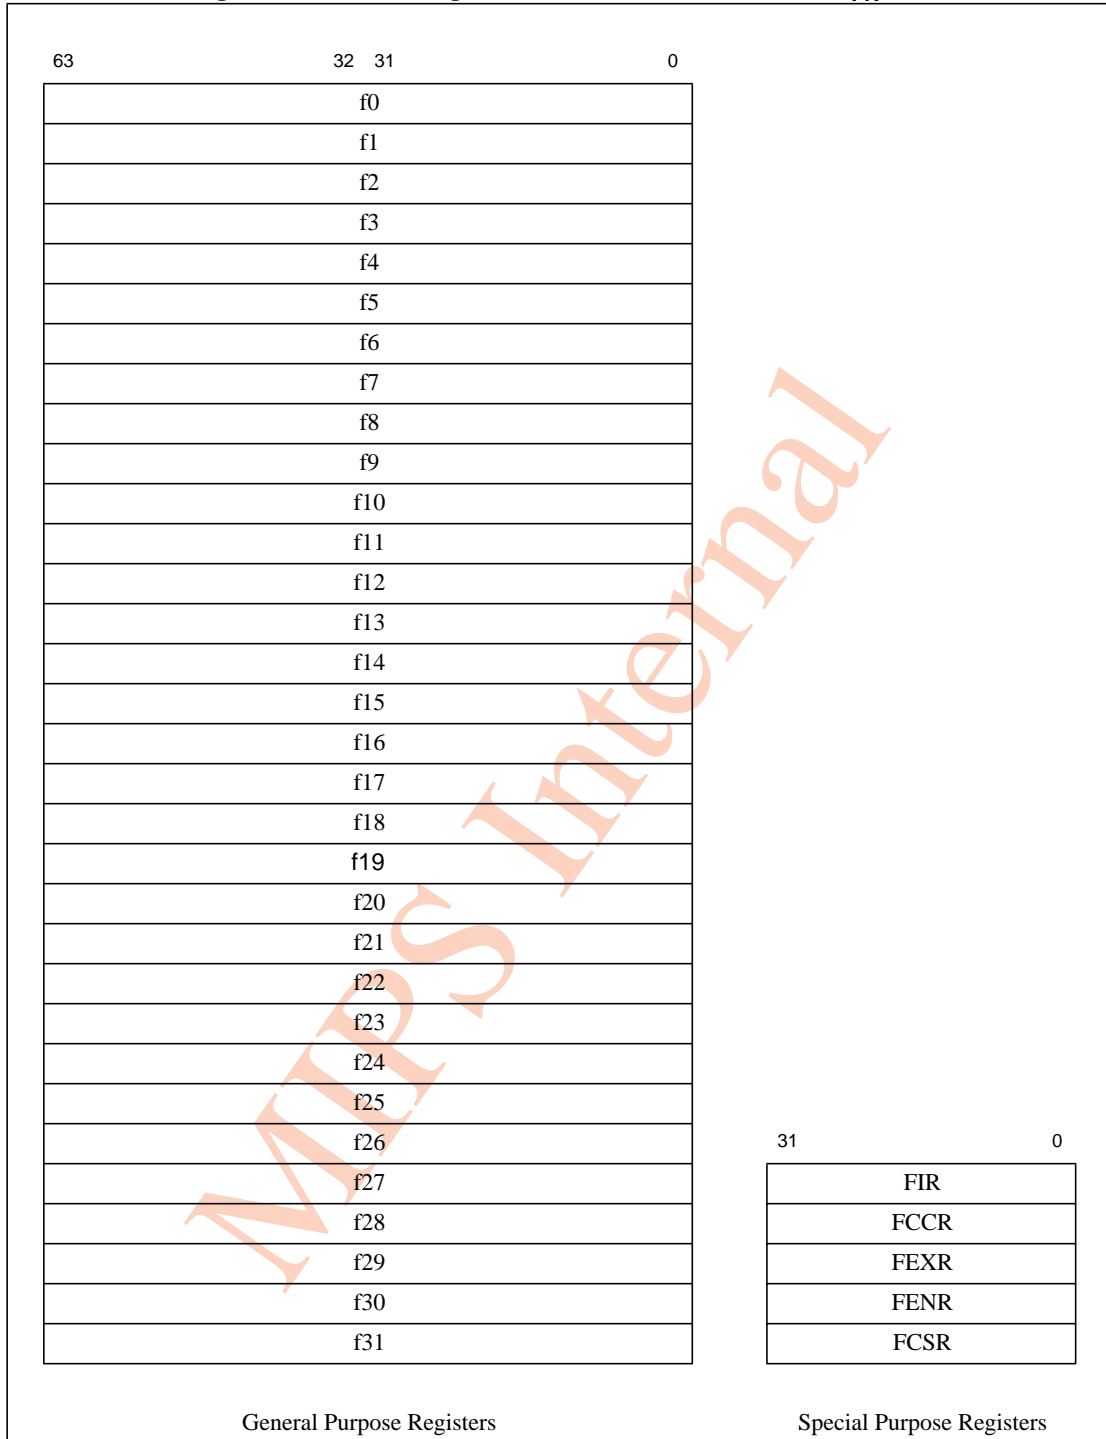 63 32 31 0
f0
f1
f2
f3
f4
f5
f6
f7
f8
f9
f10
f11
f12
f13
f14
f15
f16
f17
f18
f19
f20
f21
f22
f23
f24
f25
f26
f27
f28
f29
f30
f31
General Purpose Registers
31 0
FIR
FCCR
FEXR
FENR
FCSR
Special Purpose Registers
MIPS Internal